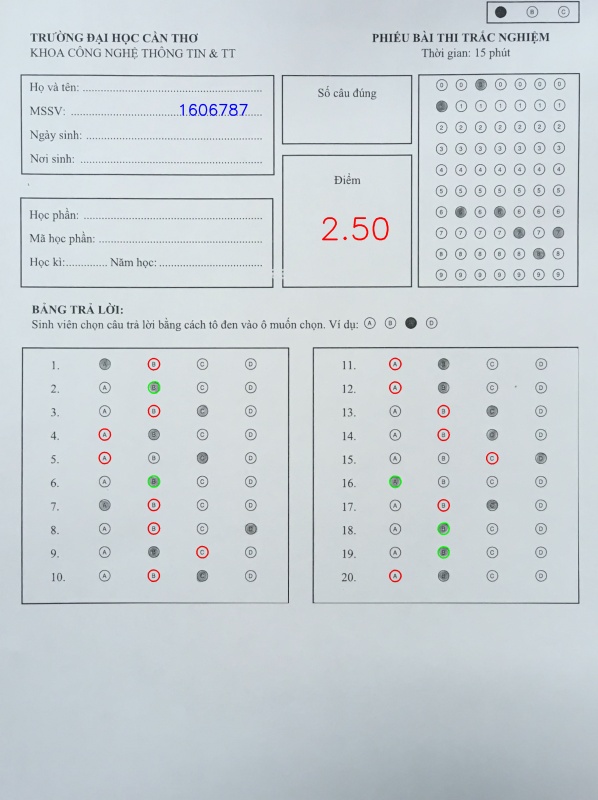 B C
TRƯỜNG ĐẠI HỌC CẦN THƠ
KHOA CÔNG NGHỆ THÔNG TIN & TT
PHIẾU BÀI THI TRẮC NGHIỆM
Thời gian: 15 phút
Họ và tên:
MSSV: 1606787
Ngày sinh:
Nơi sinh:
Học phần:
Mã học phần:
Học kì: Năm học:
Số câu đúng
Điểm
2.50
0 0 0 0 0 0
1 1 1 1 1 1
2 2 2 2 2 2 2
3 3 3 3 3 3 3
4 4 4 4 4 4 4
5 5 5 5 5 5 5
6 6 6 6 6
7 7 7 7 7
8 8 8 8 8 8
9 9 9 9 9 9 9
BẢNG TRẢ LỜI:
Sinh viên chọn câu trả lời bằng cách tô đen vào ô muốn chọn. Ví dụ: A B D
1. A B C D
2. A B C D
3. A B C D
4. A B C D
5. A B C D
6. A B C D
7. A B C D
8. A B C
9. A B C D
10. A B C D
11. A B C D
12. A B C D
13. A B C D
14. A B C D
15. A B C D
16. A B C D
17. A B C D
18. A B C D
19. A B C D
20. A B C D